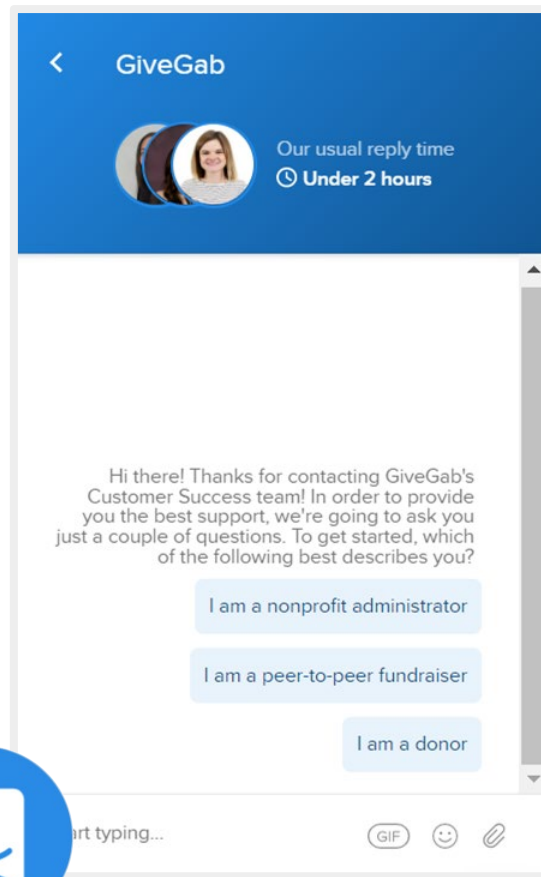 GiveGab
Our usual reply time
Under 2 hours
Hi there! Thanks for contacting GiveGab's
Customer Success team! In order to provide
you the best support, we're going to ask you
just a couple of questions. To get started, which
of the following best describes you?
I am a nonprofit administrator
I am a peer-to-peer fundraiser
I am a donor
typing...
GIF